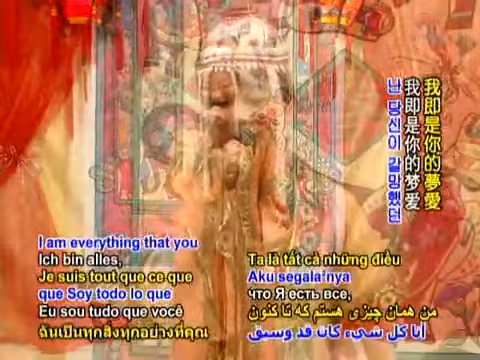 我即是你的夢愛
我即是你的梦爱
난 당신이 갈망했던
I am everything that you
Ich bin alles,
Je suis tout que ce que
que Soy todo lo que
Eu sou tudo que você
ฉันเป็นทุกสิ่งทุกอย่างที่คุณ
Ta là tất cả những điều
Aku segala²nya
что Я есть все,
من همان چیزی هستم که تا کنون
أنا كل شيء كان قد وسبق